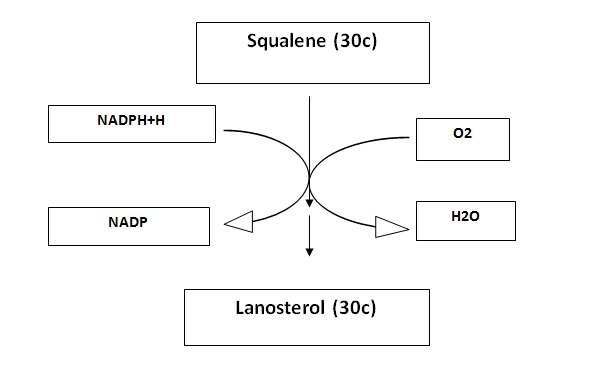 Squalene (30c)
NADPH+H
O2
NADP
H2O
Lanosterol (30c)